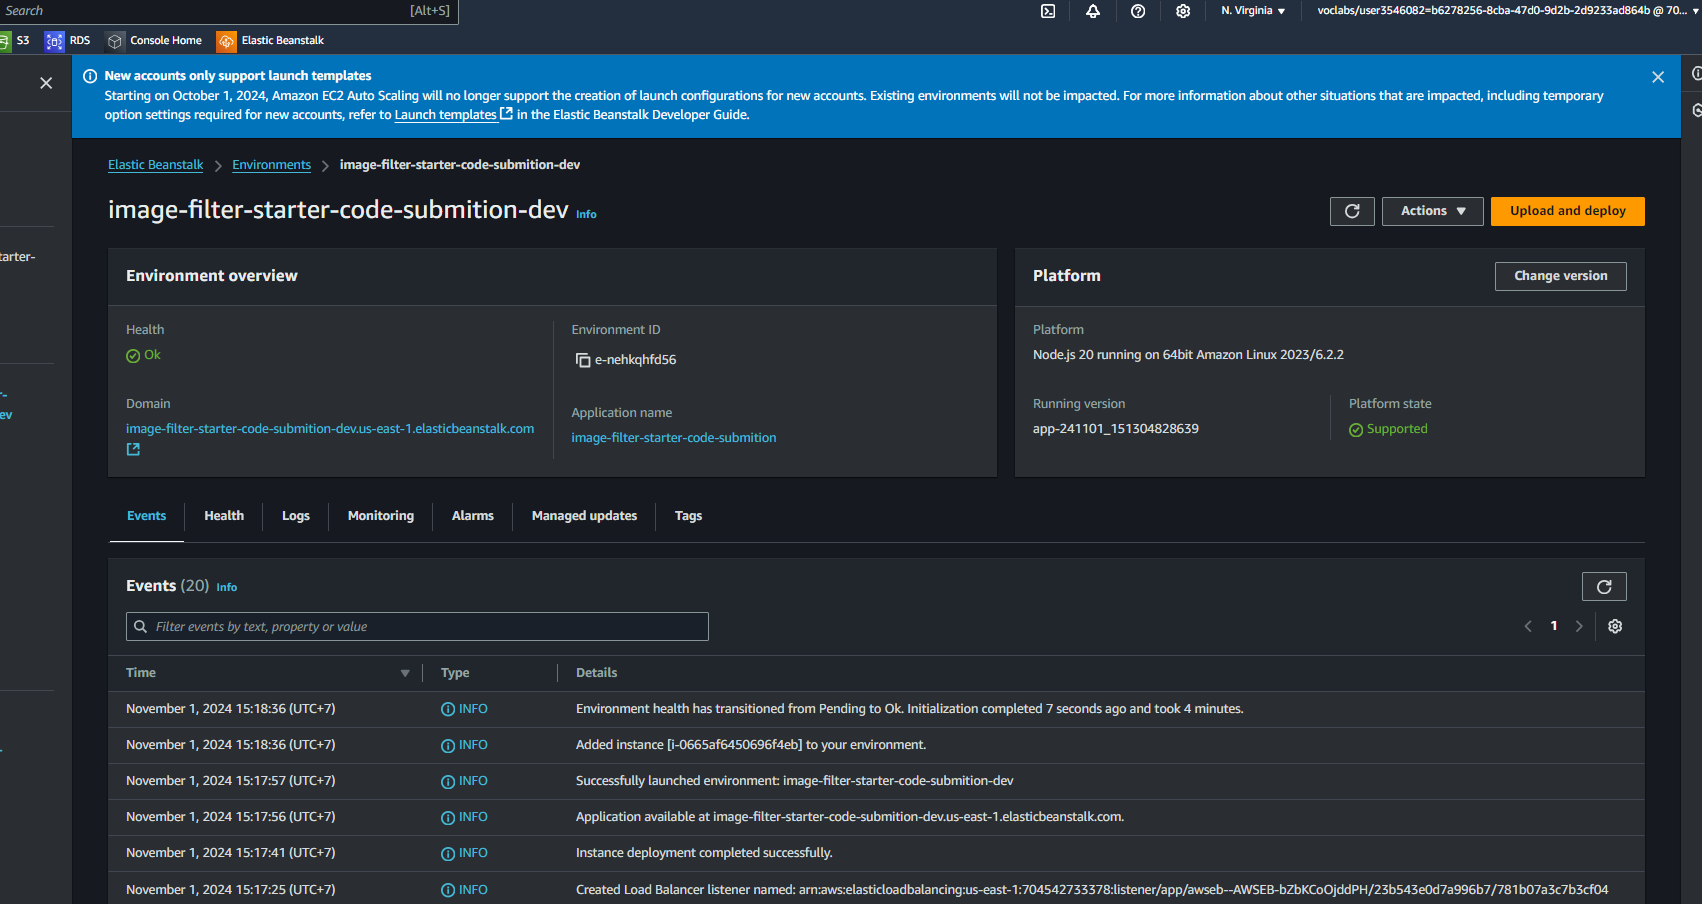 Search [Alt+S] N. Virginia ▼ voclabs/user3546082=b6278256-8cba-47d0-9d2b-2d9233ad864b @ 70... ▼
S3 RDS Console Home Elastic Beanstalk
New accounts only support launch templates
Starting on October 1, 2024, Amazon EC2 Auto Scaling will no longer support the creation of launch configurations for new accounts. Existing environments will not be impacted. For more information about other situations that are impacted, including temporary
option settings required for new accounts, refer to Launch templates in the Elastic Beanstalk Developer Guide.
Elastic Beanstalk > Environments > image-filter-starter-code-submition-dev
image-filter-starter-code-submition-dev Info
Actions ▼ Upload and deploy
tarter-
r-
ev
Environment overview
Health
Ok
Domain
image-filter-starter-code-submition-dev.us-east-1.elasticbeanstalk.com
Environment ID
e-nehkqhfd56
Application name
image-filter-starter-code-submition
Platform
Change version
Platform
Node.js 20 running on 64bit Amazon Linux 2023/6.2.2
Running version
app-241101_151304828639
Platform state
Supported
Events Health Logs Monitoring Alarms Managed updates Tags
Events (20) Info
Filter events by text, property or value
1
Time Type Details
November 1, 2024 15:18:36 (UTC+7) INFO Environment health has transitioned from Pending to Ok. Initialization completed 7 seconds ago and took 4 minutes.
November 1, 2024 15:18:36 (UTC+7) INFO Added instance [i-0665af6450696f4eb] to your environment.
November 1, 2024 15:17:57 (UTC+7) INFO Successfully launched environment: image-filter-starter-code-submition-dev
November 1, 2024 15:17:56 (UTC+7) INFO Application available at image-filter-starter-code-submition-dev.us-east-1.elasticbeanstalk.com.
November 1, 2024 15:17:41 (UTC+7) INFO Instance deployment completed successfully.
November 1, 2024 15:17:25 (UTC+7) INFO Created Load Balancer listener named: arn:aws:elasticloadbalancing:us-east-1:704542733378:listener/app/awseb--AWSEB-bZbKCoOjddPH/23b543e0d7a996b7/781b07a3c7b3cf04